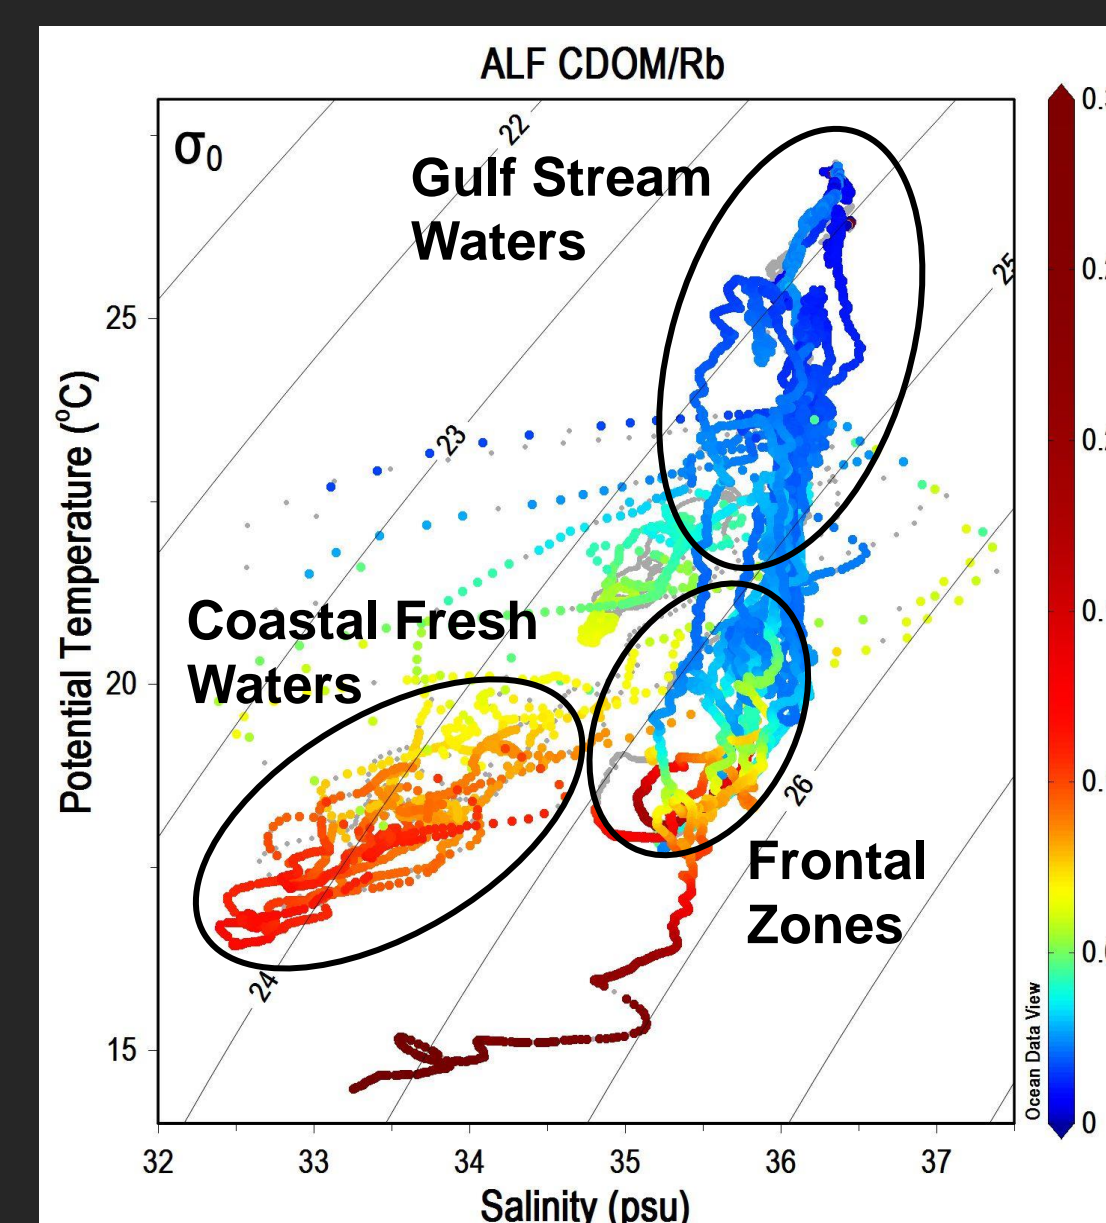 ALF CDOM/Rb
σ0
22
Gulf Stream
Waters
25
25
23
Potential Temperature (°C)
Coastal Fresh
Waters
20
26
Frontal
Zones
24
15
Ocean Data View
0
32
33
34
35
36
37
Salinity (psu)